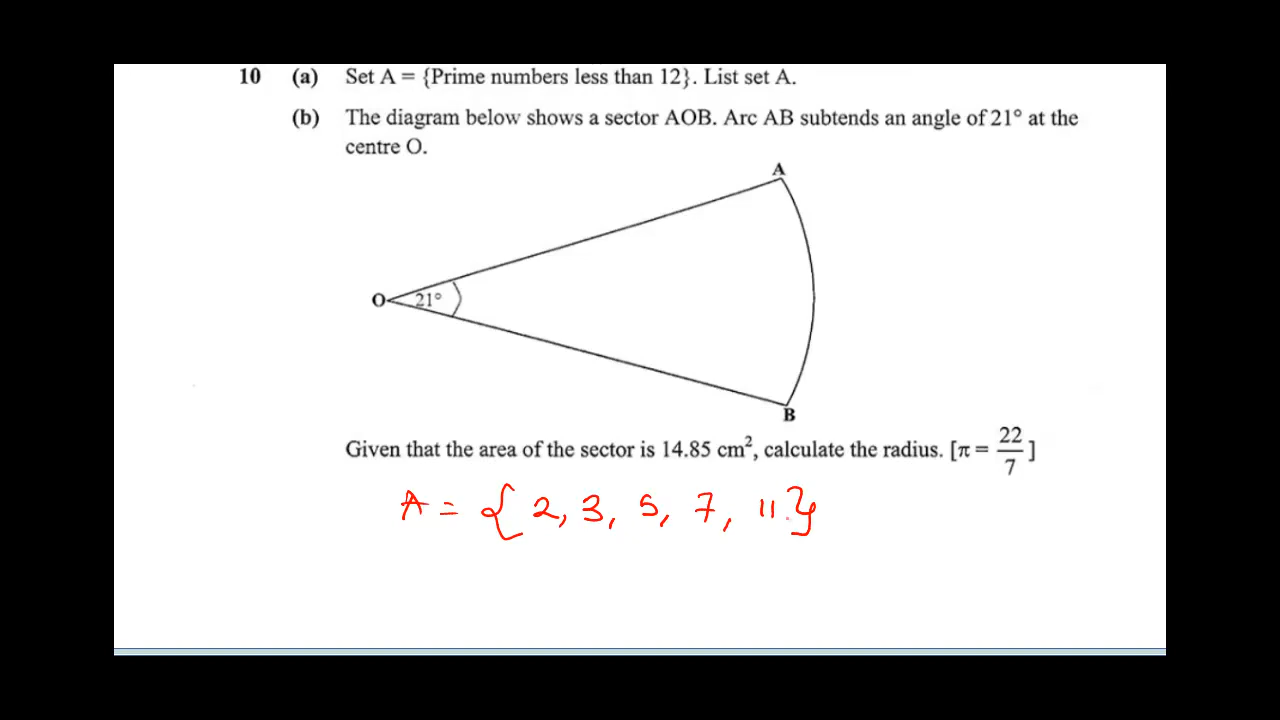 10 (a) Set A = {Prime numbers less than 12}. List set A.
(b) The diagram below shows a sector AOB. Arc AB subtends an angle of 21° at the
centre O.
A
O 21°
B
Given that the area of the sector is 14.85 cm², calculate the radius. [π = 22/7]
A = { 2, 3, 5, 7, 11}